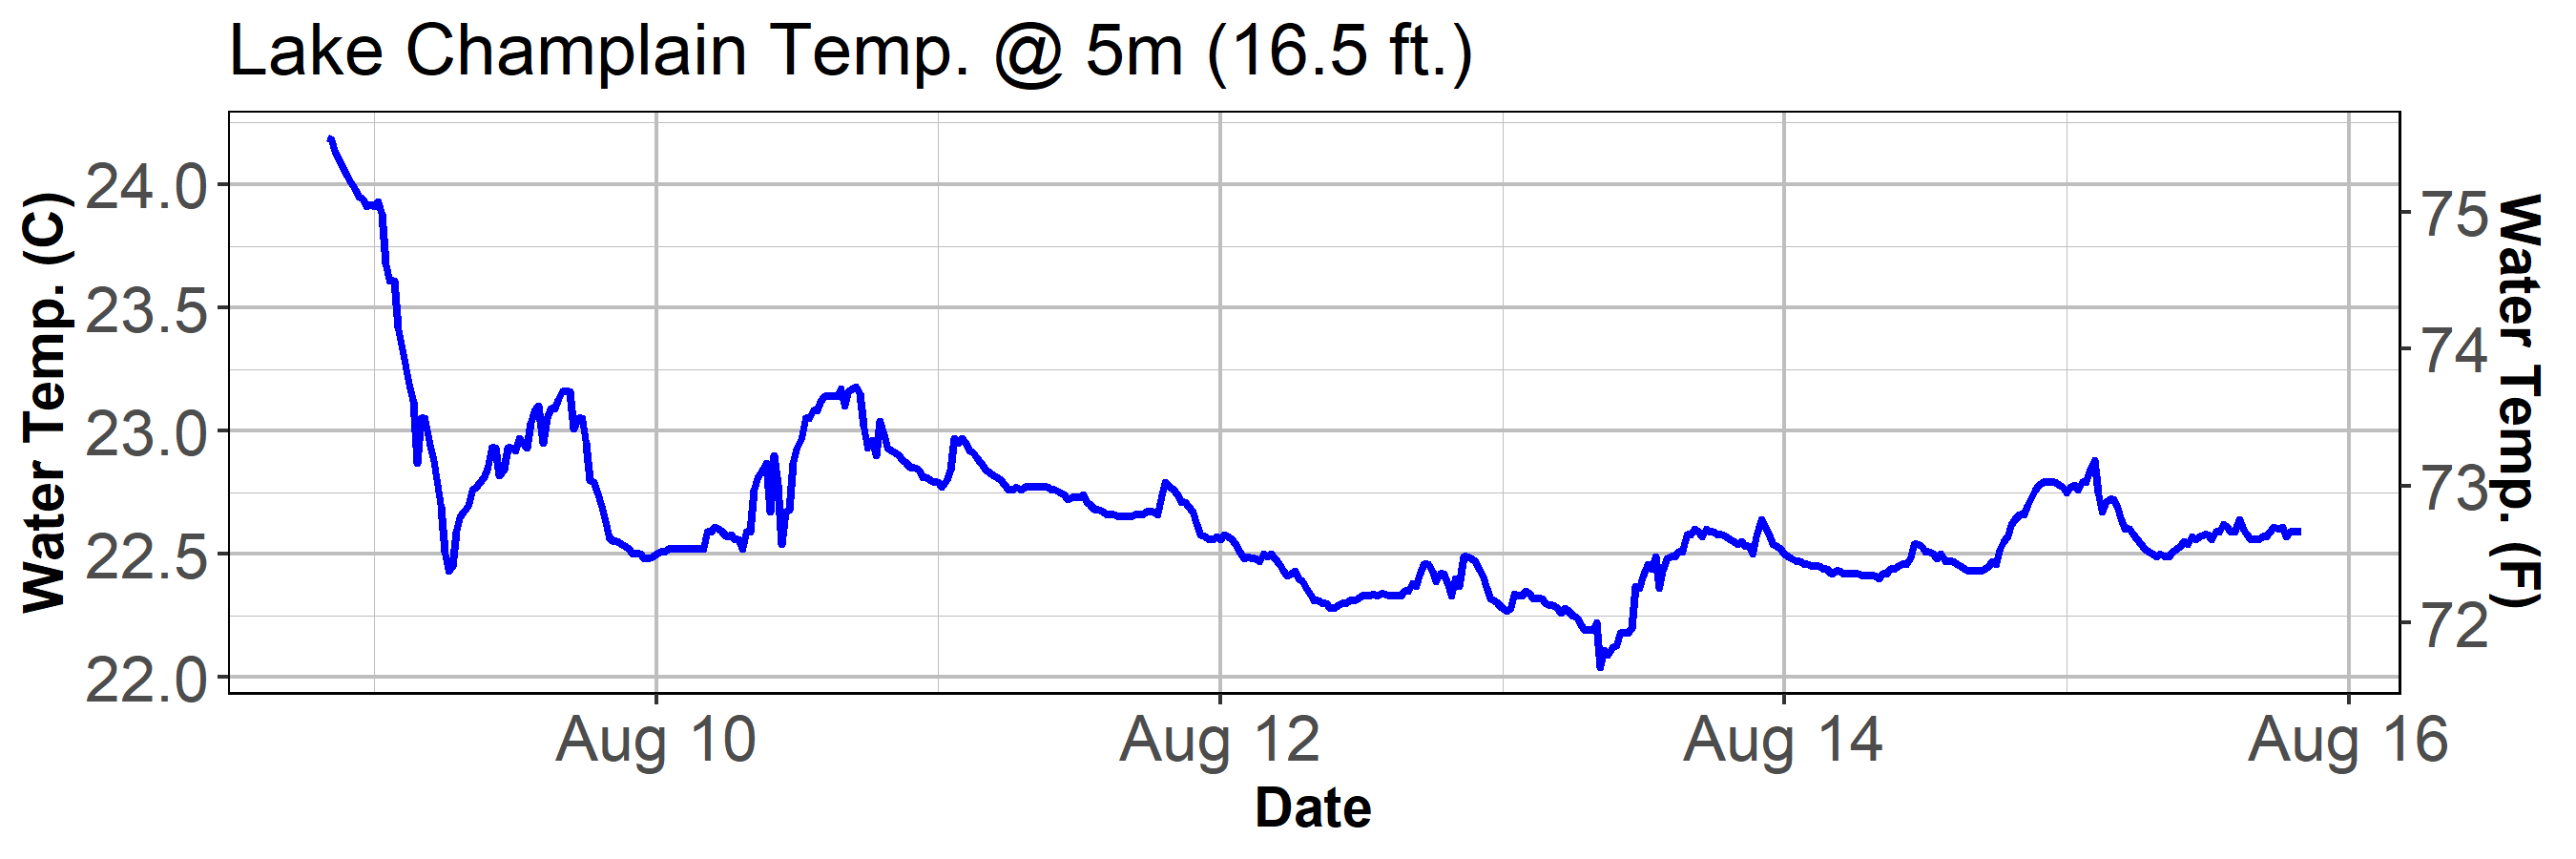 Lake Champlain Temp. @ 5m (16.5 ft.)
Water Temp. (C)
24.0
23.5
23.0
22.5
22.0
75
74
73
72
Water Temp. (F)
Aug 10 Aug 12 Aug 14 Aug 16
Date